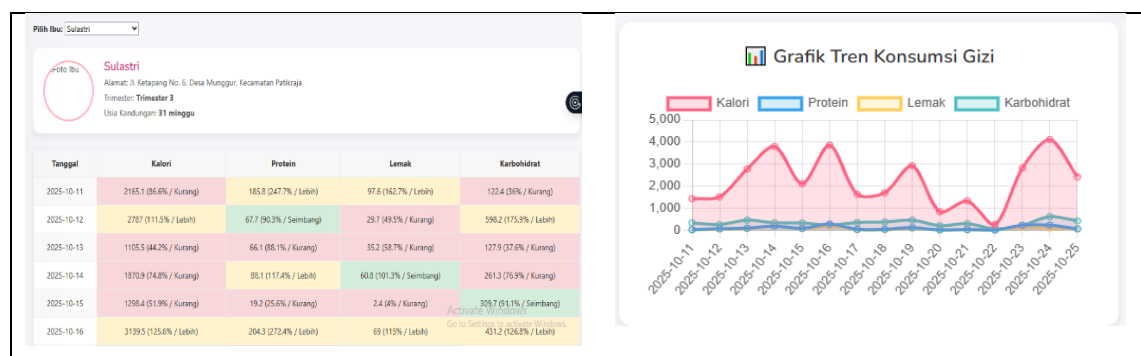 Pilih Ibu: Sulastri
Foto Ibu
Sulastri
Alamat: Jl. Ketapang No. 6, Desa Munggur, Kecamatan Patikraja
Trimester: Trimester 3
Usia Kandungan: 31 minggu
Tanggal Kalori Protein Lemak Karbohidrat
2025-10-11 2165.1 (86.6% / Kurang) 185.8 (247.7% / Lebih) 97.6 (162.7% / Lebih) 122.4 (36% / Kurang)
2025-10-12 2787 (111.5% / Lebih) 67.7 (90.3% / Seimbang) 29.7 (49.5% / Kurang) 598.2 (175.9% / Lebih)
2025-10-13 1105.5 (44.2% / Kurang) 66.1 (88.1% / Kurang) 35.2 (58.7% / Kurang) 127.9 (37.6% / Kurang)
2025-10-14 1870.9 (74.8% / Kurang) 88.1 (117.4% / Lebih) 60.8 (101.3% / Seimbang) 261.3 (76.9% / Kurang)
2025-10-15 1298.4 (51.9% / Kurang) 19.2 (25.6% / Kurang) 2.4 (4% / Kurang) 309.7 (91.1% / Seimbang)
2025-10-16 3139.5 (125.6% / Lebih) 204.3 (272.4% / Lebih) 69 (115% / Lebih) 431.2 (126.8% / Lebih)
Activate Windows
Go to Settings to activate Windows.
Grafik Tren Konsumsi Gizi
Kalori Protein Lemak Karbohidrat
5,000
4,000
3,000
2,000
1,000
0
2025-10-11
2025-10-12
2025-10-13
2025-10-14
2025-10-15
2025-10-16
2025-10-17
2025-10-18
2025-10-19
2025-10-20
2025-10-21
2025-10-22
2025-10-23
2025-10-24
2025-10-25